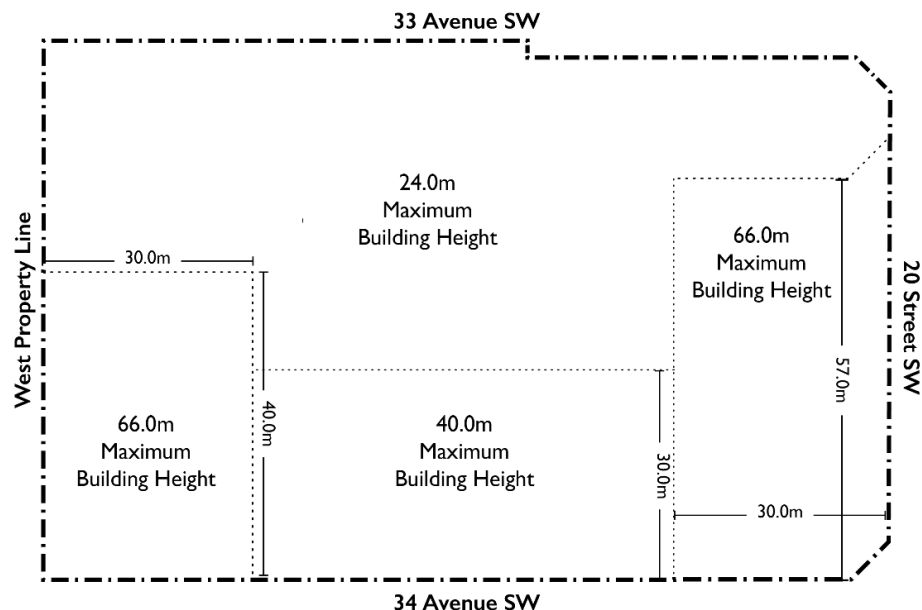 33 Avenue SW
24.0m
Maximum
Building Height
66.0m
Maximum
Building Height
West Property Line
30.0m
20 Street SW
57.0m
66.0m
Maximum
Building Height
40.0m
40.0m
Maximum
Building Height
30.0m
30.0m
34 Avenue SW